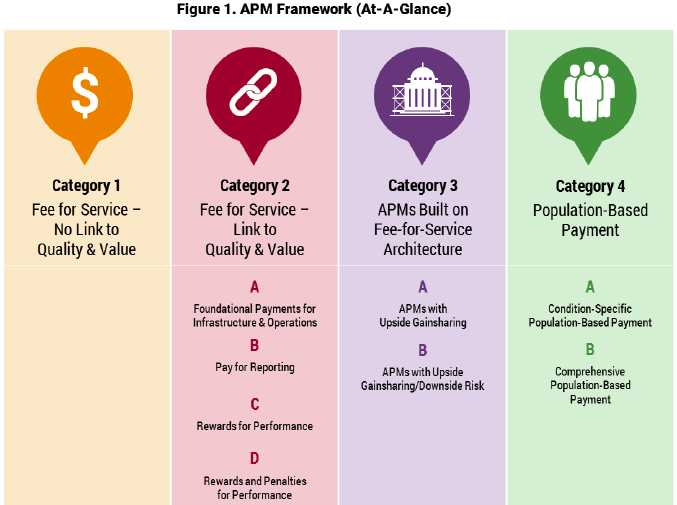 Figure 1. APM Framework (At-A-Glance)
$
Category 1
Fee for Service –
No Link to
Quality & Value
Category 2
Fee for Service –
Link to
Quality & Value
A
Foundational Payments for
Infrastructure & Operations
B
Pay for Reporting
C
Rewards for Performance
D
Rewards and Penalties
for Performance
Category 3
APMs Built on
Fee-for-Service
Architecture
A
APMs with
Upside Gainsharing
B
APMs with Upside
Gainsharing/Downside Risk
Category 4
Population-Based
Payment
A
Condition-Specific
Population-Based Payment
B
Comprehensive
Population-Based
Payment